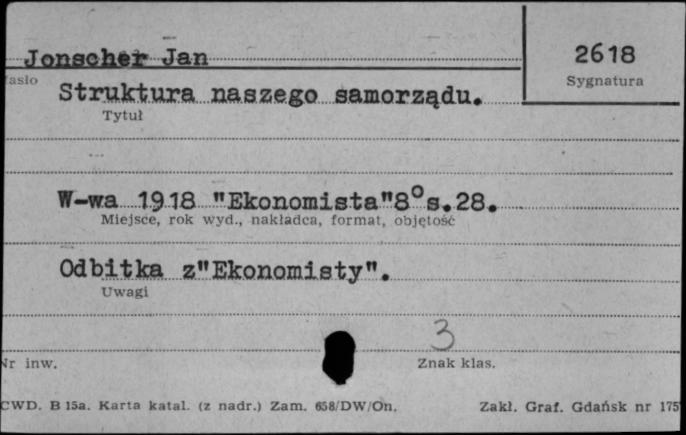 Jonscher Jan
2618
Hasło
Sygnatura
Struktura naszego samorządu.
Tytuł
W-wa 1918 "Ekonomista"8° s.28.
Miejsce, rok wyd., nakładca, format, objętość
Odbitka z"Ekonomisty".
Uwagi
3
Nr inw.
Znak klas.
CWD. B 15a. Karta katal. (z nadr.) Zam. 658/DW/On.
Zakł. Graf. Gdańsk nr 175